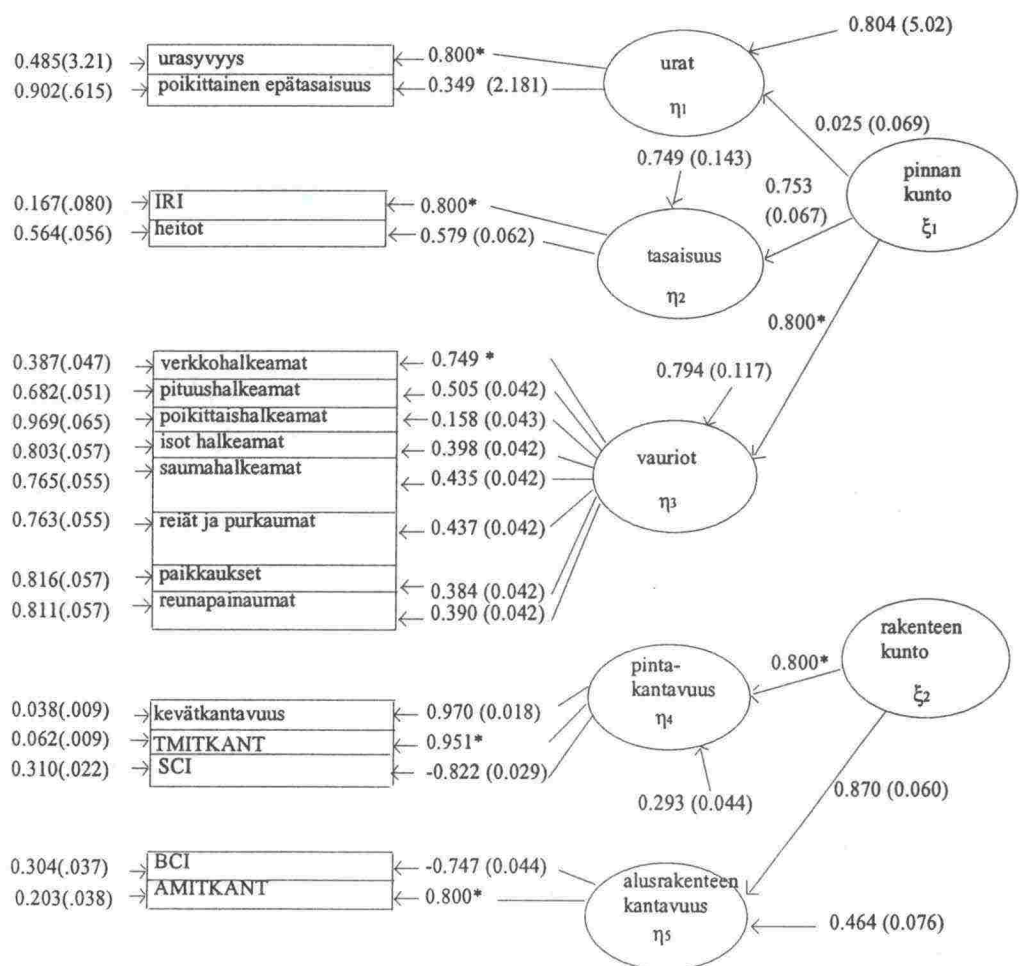 0.804 (5.02)
0.485(3.21) urasyvyys 0.800* urat
0.902(.615) poikittainen epätasaisuus 0.349 (2.181)
η1
0.025 (0.069)
0.749 (0.143)
pinnan
kunto
ξ1
0.753
(0.067)
0.167(.080) IRI 0.800*
0.564(.056) heitot 0.579 (0.062)
tasaisuus
η2
0.800*
0.387(.047) verkkohalkeamat 0.749 *
0.794 (0.117)
0.682(.051) pituushalkeamat 0.505 (0.042)
0.969(.065) poikittaishalkeamat 0.158 (0.043)
0.803(.057) isot halkeamat 0.398 (0.042)
0.765(.055) saumahalkeamat 0.435 (0.042)
vauriot
η3
0.763(.055) reiät ja purkaumat 0.437 (0.042)
0.816(.057) paikkaukset 0.384 (0.042)
0.811(.057) reunapainaumat 0.390 (0.042)
rakenteen
kunto
ξ2
0.800*
pinta-
kantavuus
η4
0.038(.009) kevätkantavuus 0.970 (0.018)
0.062(.009) TMITKANT 0.951*
0.310(.022) SCI -0.822 (0.029)
0.293 (0.044)
0.870 (0.060)
0.304(.037) BCI -0.747 (0.044)
0.203(.038) AMITKANT 0.800*
alusrakenteen
kantavuus
η5
0.464 (0.076)